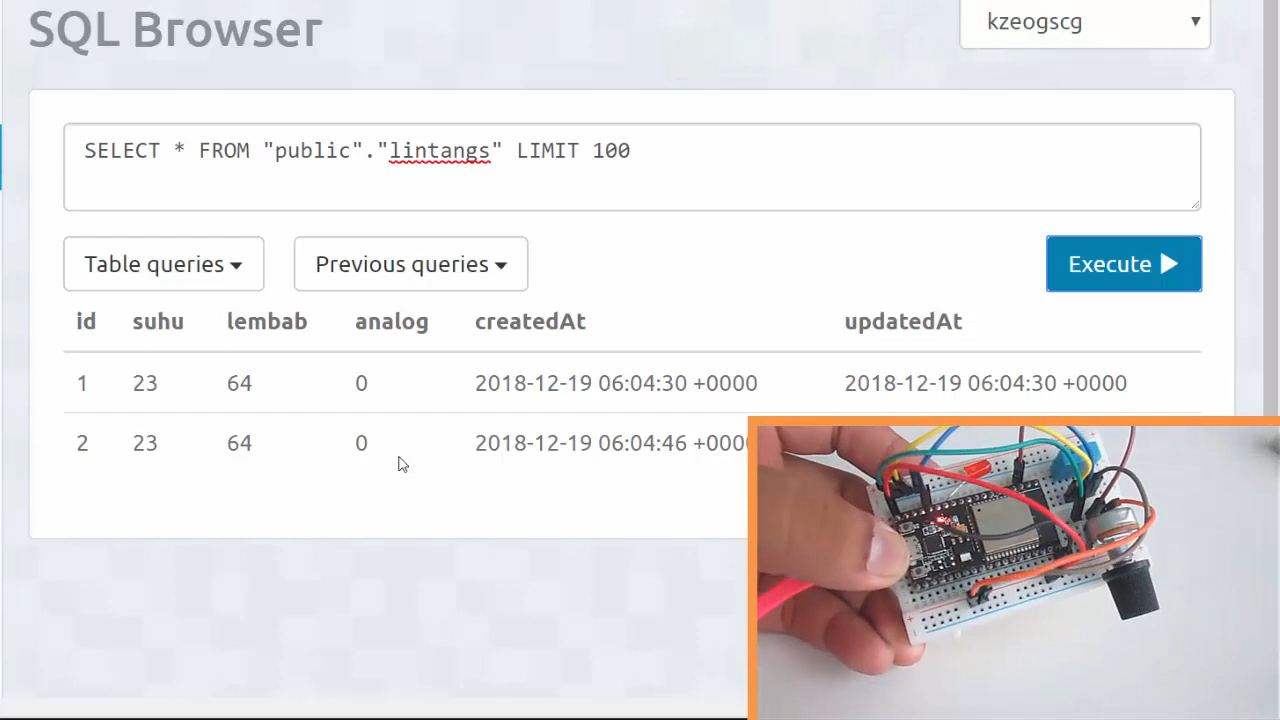 SQL Browser
kzeogscg
SELECT * FROM "public"."lintangs" LIMIT 100
Table queries
Previous queries
Execute
id suhu lembab analog createdAt updatedAt
1 23 64 0 2018-12-19 06:04:30 +0000 2018-12-19 06:04:30 +0000
2 23 64 0 2018-12-19 06:04:46 +000